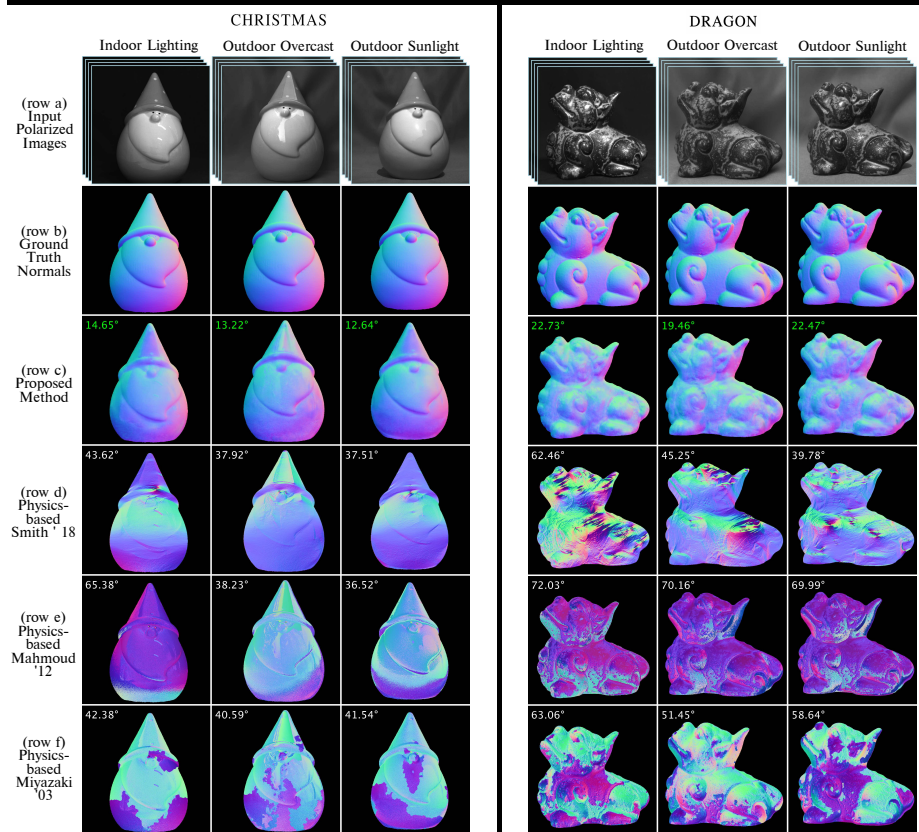 CHRISTMAS
DRAGON
Indoor Lighting Outdoor Overcast Outdoor Sunlight
Indoor Lighting Outdoor Overcast Outdoor Sunlight
(row a)
Input
Polarized
Images
(row b)
Ground
Truth
Normals
(row c)
Proposed
Method
14.65° 13.22° 12.64° 22.73° 19.46° 22.47°
(row d)
Physics-
based
Smith ' 18
43.62° 37.92° 37.51° 62.46° 45.25° 39.78°
(row e)
Physics-
based
Mahmoud
'12
65.38° 38.23° 36.52° 72.03° 70.16° 69.99°
(row f)
Physics-
based
Miyazaki
'03
42.38° 40.59° 41.54° 63.06° 51.45° 58.64°